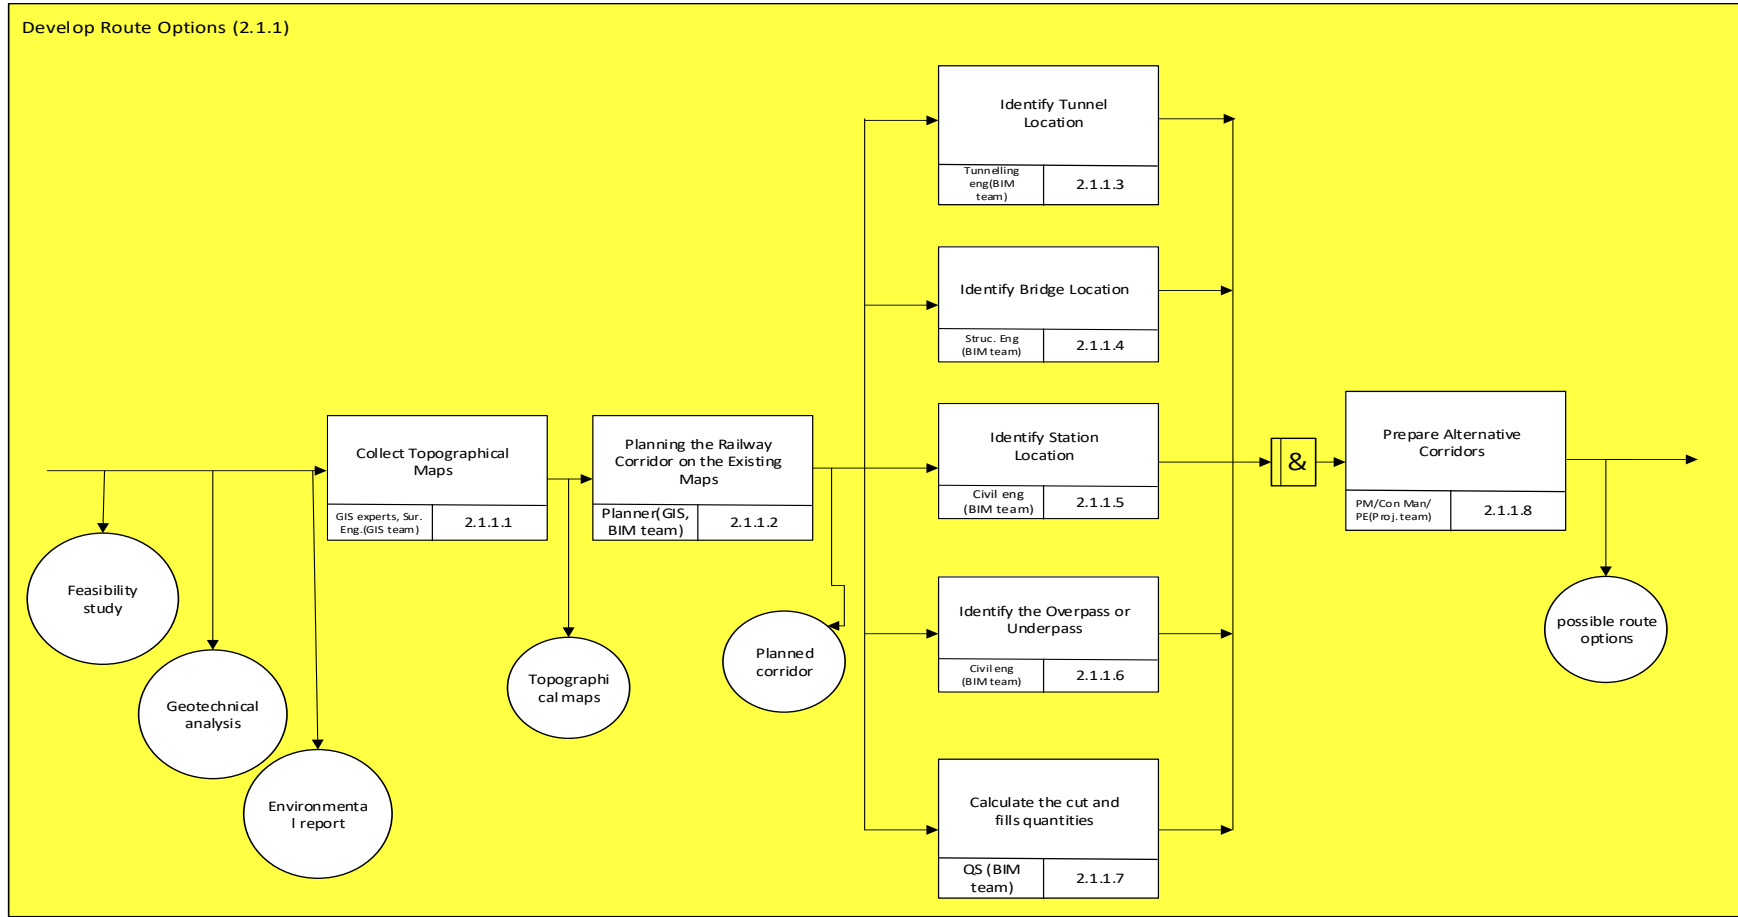 Develop Route Options (2.1.1)
Identify Tunnel
Location
Tunnelling
eng(BIM
team)
2.1.1.3
Identify Bridge Location
Struc. Eng
(BIM team)
2.1.1.4
Collect Topographical
Maps
GIS experts, Sur.
Eng.(GIS team)
2.1.1.1
Planning the Railway
Corridor on the Existing
Maps
Planner(GIS,
BIM team)
2.1.1.2
Identify Station
Location
Civil eng
(BIM team)
2.1.1.5
&
Prepare Alternative
Corridors
PM/Con Man/
PE(Proj. team)
2.1.1.8
Feasibility
study
Geotechnical
analysis
Environmenta
l report
Topographi
cal maps
Planned
corridor
Identify the Overpass or
Underpass
Civil eng
(BIM team)
2.1.1.6
possible route
options
Calculate the cut and
fills quantities
QS (BIM
team)
2.1.1.7